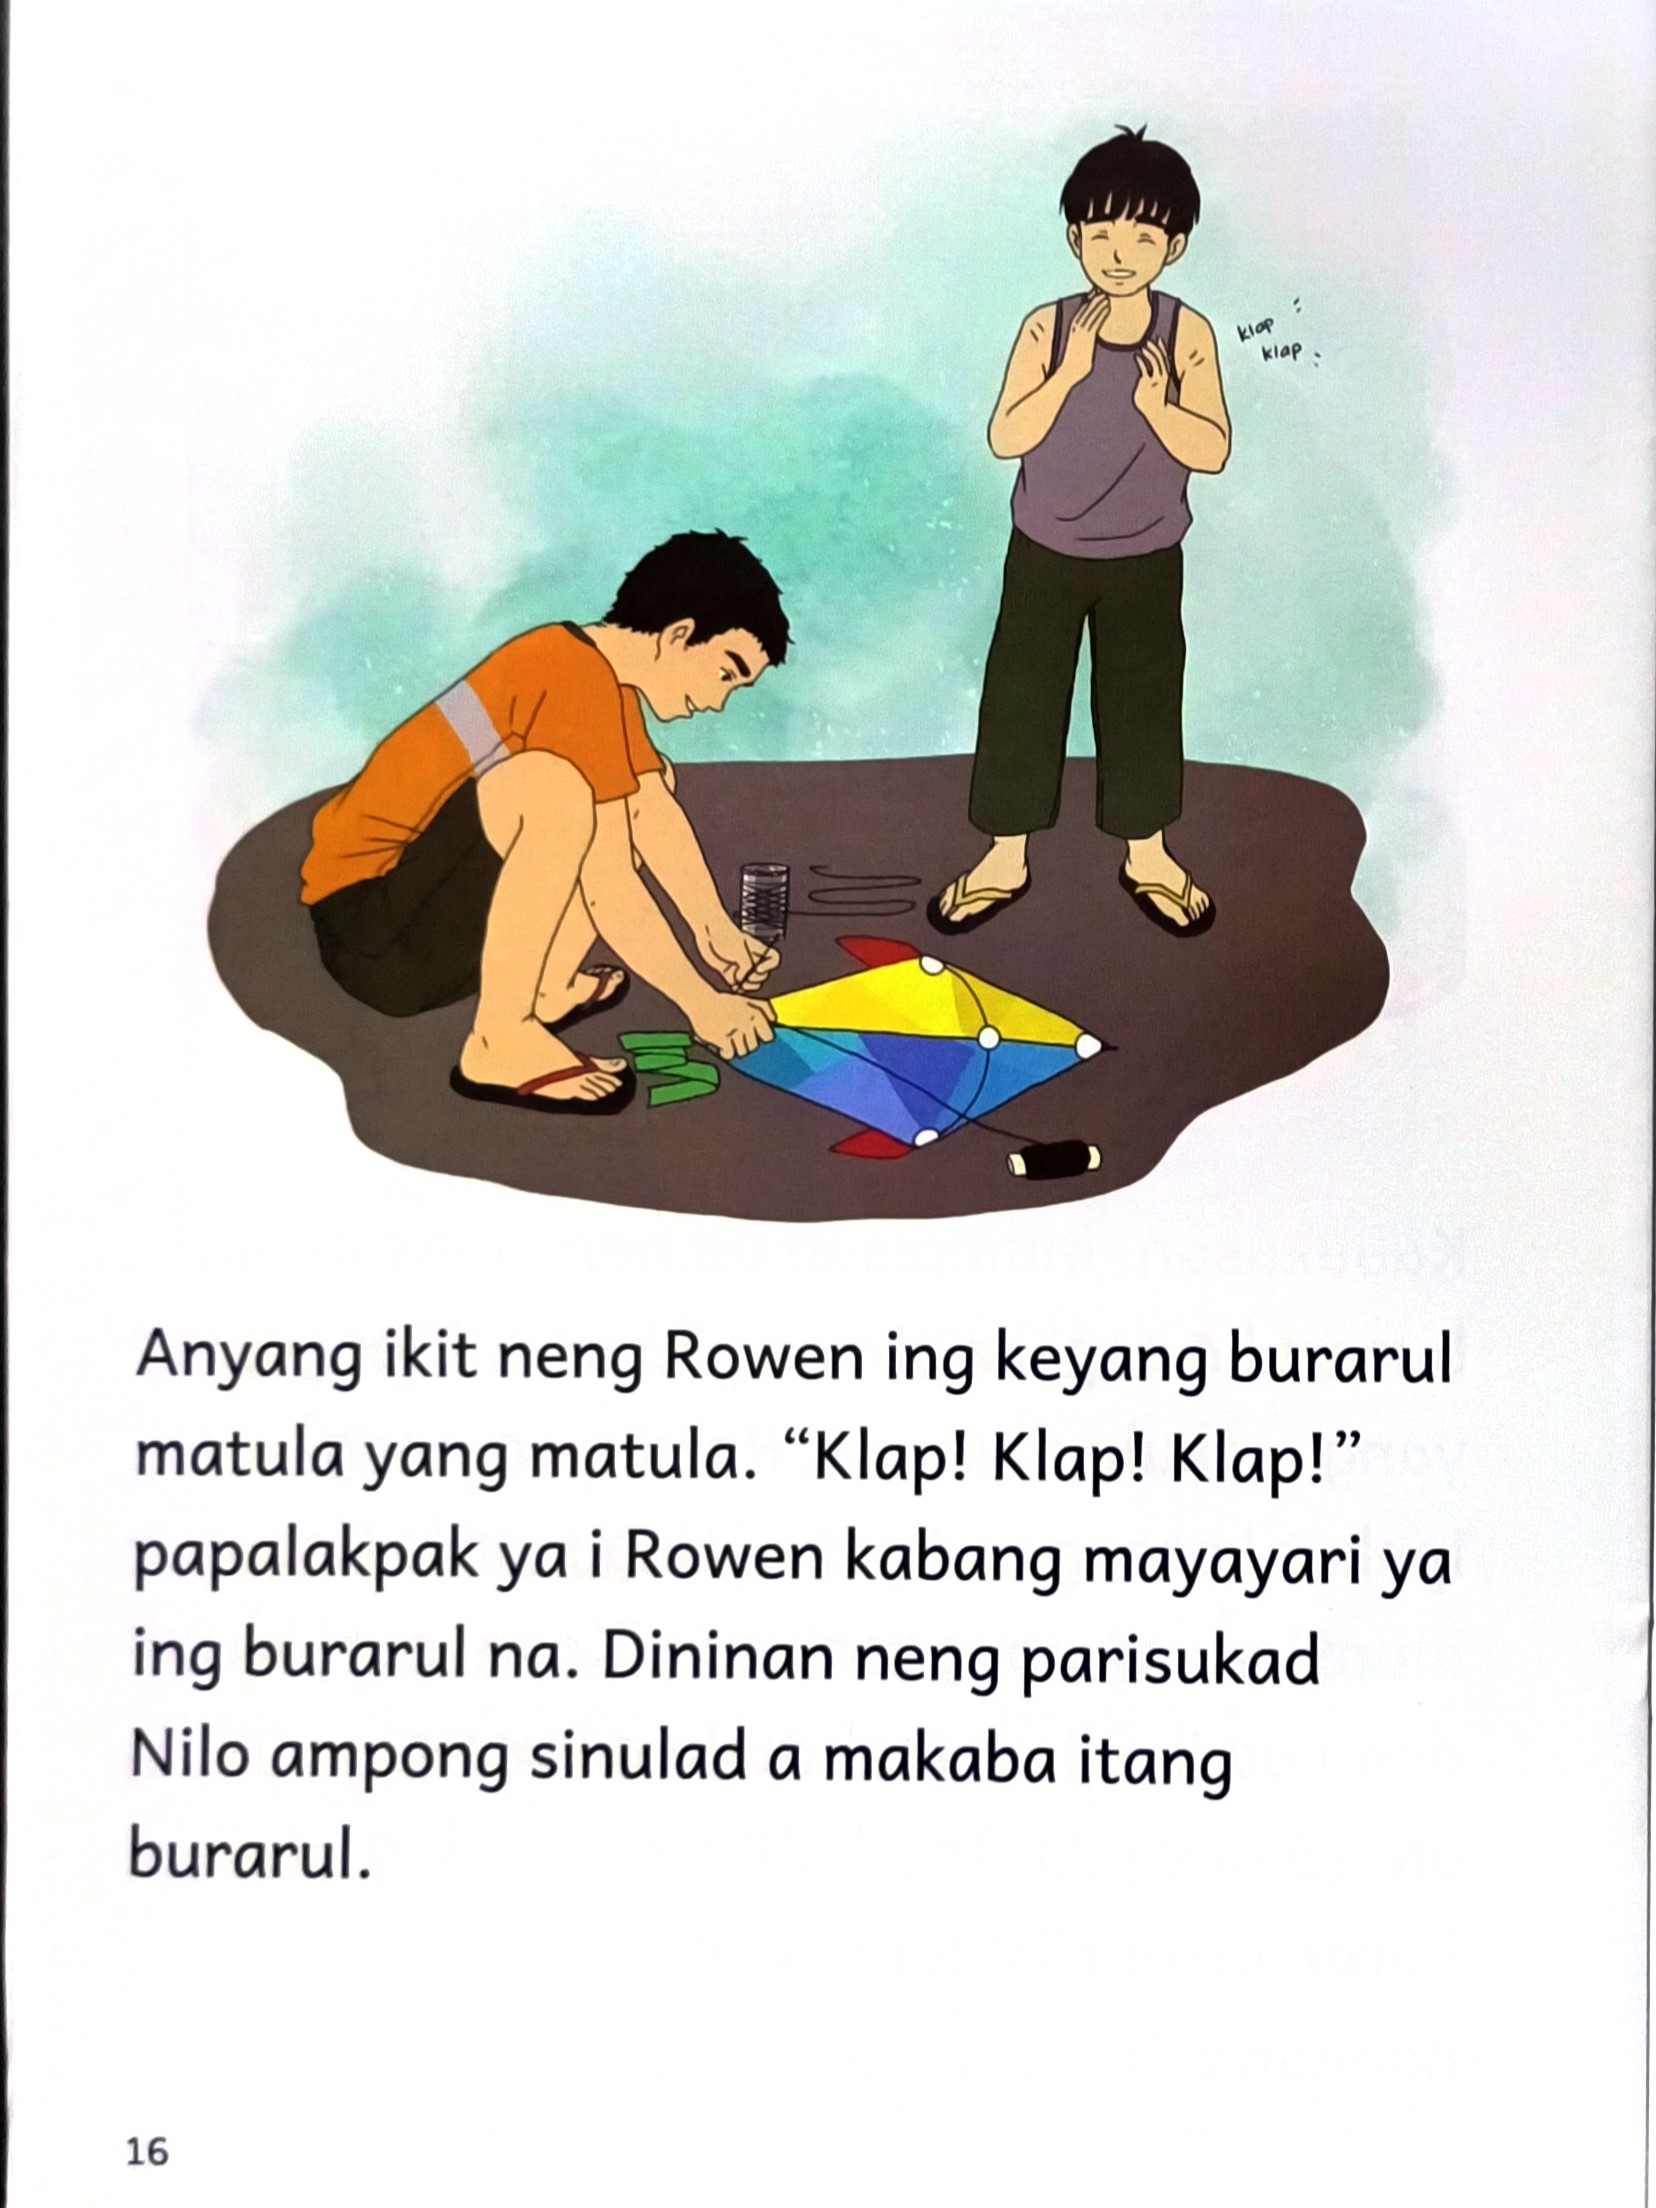 klap
klap
Anyang ikit neng Rowen ing keyang burarul
matula yang matula. “Klap! Klap! Klap!”
papalakpak ya i Rowen kabang mayayari ya
ing burarul na. Dininan neng parisukad
Nilo ampong sinulad a makaba itang
burarul.
16